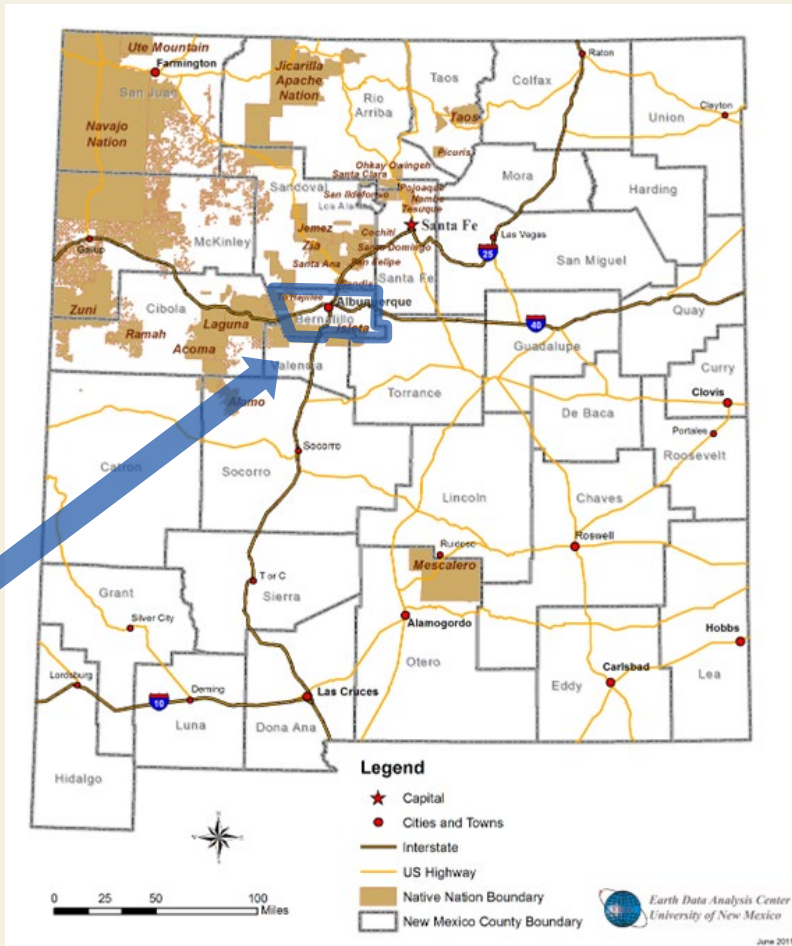 Ute Mountain
Farmington
San Juan
Jicarilla
Apache
Nation
Rio
Arriba
Taos
Colfax
Raton
Union
Clayton
Navajo
Nation
Taos
Picuris
Ohkay Owingeh
Santa Clara
Mora
Harding
Sandoval
San Ildefonso
Pojoaque
Nambe
Tesuque
Los Alamos
McKinley
Gallup
Jemez
Zia
Cochiti
Santa Fe
Santo Domingo
Las Vegas
25
San Miguel
Santa Ana
San Felipe
Santa Fe
Sandia
Zuni
Cibola
Ramah
Laguna
Acoma
To'Hajiilee
Albuquerque
Bernalillo
Isleta
40
Quay
Guadalupe
Valencia
Torrance
Curry
Clovis
De Baca
Portales
Roosevelt
Alamo
Catron
Socorro
Socorro
Lincoln
Chaves
Ruidoso
Roswell
Mescalero
Grant
T or C
Sierra
Silver City
Alamogordo
Otero
Hobbs
Lea
Eddy
Carlsbad
Lordsburg
10
Deming
Luna
Las Cruces
Dona Ana
Hidalgo
Legend
Capital
Cities and Towns
Interstate
US Highway
Native Nation Boundary
New Mexico County Boundary
0 25 50 100
Miles
Earth Data Analysis Center
University of New Mexico